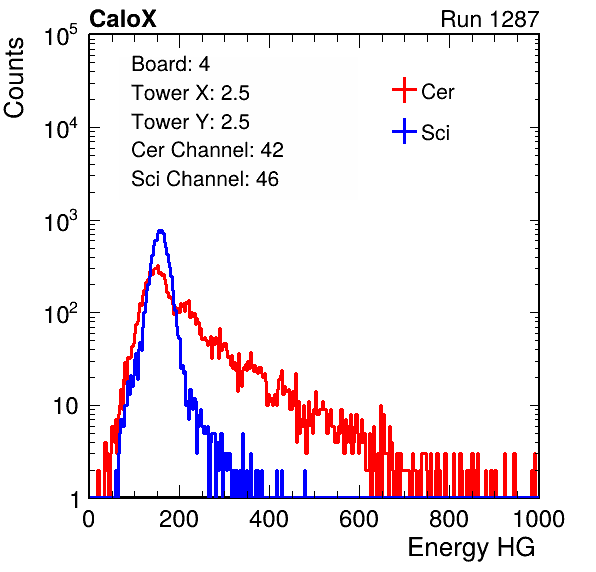 CaloX Run 1287
Counts
10^5
10^4
10^3
10^2
10
1
Board: 4
Tower X: 2.5
Tower Y: 2.5
Cer Channel: 42
Sci Channel: 46
Cer
Sci
0 200 400 600 800 1000
Energy HG